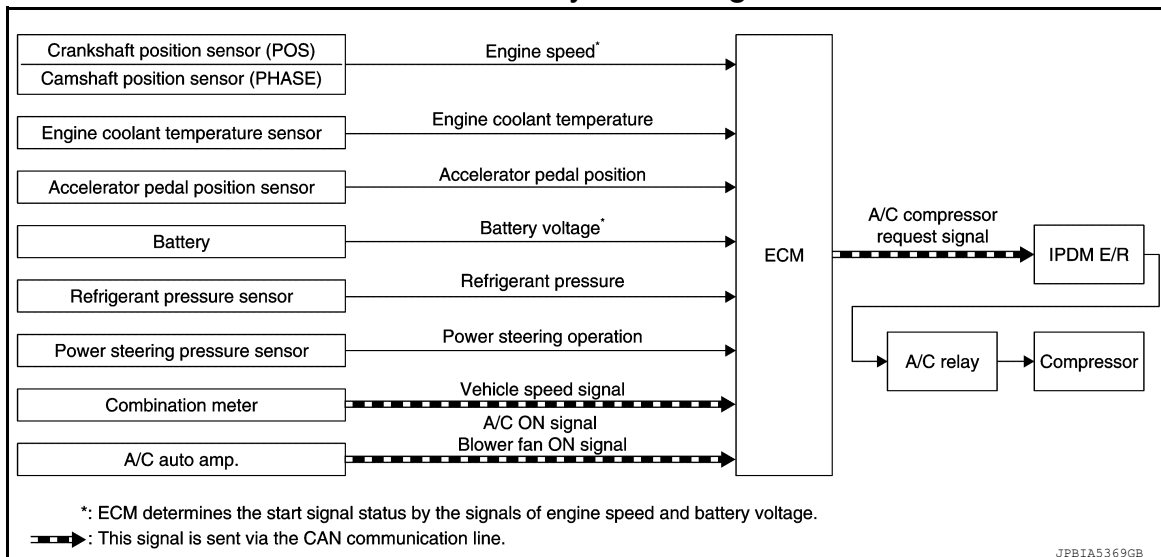 Crankshaft position sensor (POS)
Camshaft position sensor (PHASE)
Engine speed*
Engine coolant temperature sensor
Engine coolant temperature
Accelerator pedal position sensor
Accelerator pedal position
Battery
Battery voltage*
Refrigerant pressure sensor
Refrigerant pressure
Power steering pressure sensor
Power steering operation
Combination meter
Vehicle speed signal
A/C auto amp.
A/C ON signal
Blower fan ON signal
ECM
A/C compressor
request signal
IPDM E/R
A/C relay
Compressor
*: ECM determines the start signal status by the signals of engine speed and battery voltage.
: This signal is sent via the CAN communication line.
JPBIA5369GB